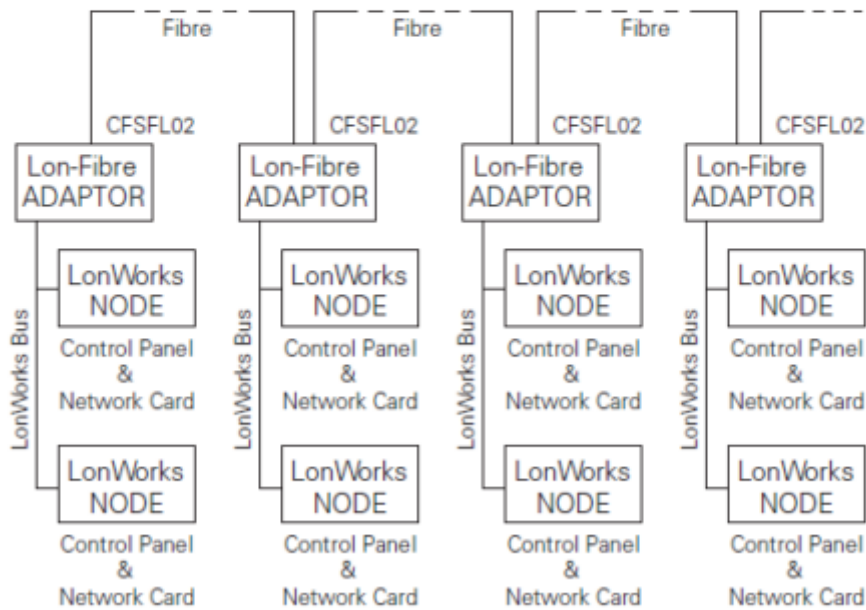 Fibre
Fibre
Fibre
CFSFL02
CFSFL02
CFSFL02
CFSFL02
Lon-Fibre
ADAPTOR
Lon-Fibre
ADAPTOR
Lon-Fibre
ADAPTOR
Lon-Fibre
ADAPTOR
LonWorks Bus
LonWorks
NODE
Control Panel
&
Network Card
LonWorks
NODE
Control Panel
&
Network Card
LonWorks Bus
LonWorks
NODE
Control Panel
&
Network Card
LonWorks
NODE
Control Panel
&
Network Card
LonWorks Bus
LonWorks
NODE
Control Panel
&
Network Card
LonWorks
NODE
Control Panel
&
Network Card
LonWorks Bus
LonWorks
NODE
Control Panel
&
Network Card
LonWorks
NODE
Control Panel
&
Network Card